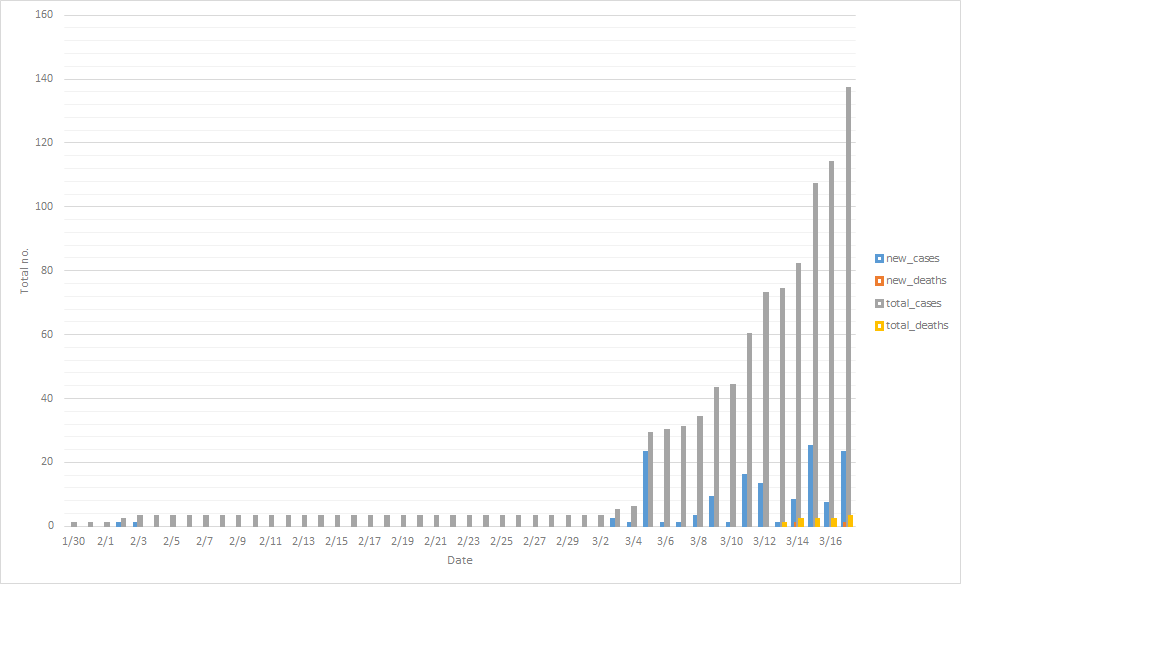 160
140
120
100
80
60
40
20
0
Total no.
1/30 2/1 2/3 2/5 2/7 2/9 2/11 2/13 2/15 2/17 2/19 2/21 2/23 2/25 2/27 2/29 3/2 3/4 3/6 3/8 3/10 3/12 3/14 3/16
Date
new_cases
new_deaths
total_cases
total_deaths